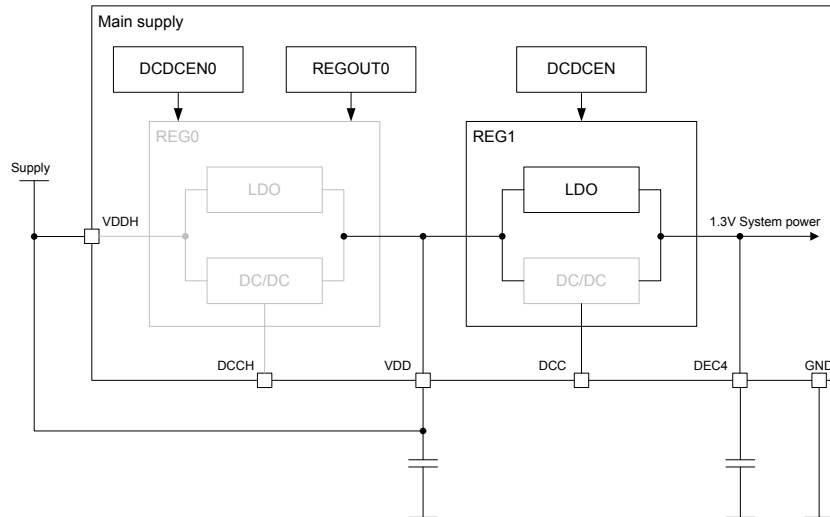 Main supply
DCDCEN0
REGOUT0
DCDCEN
REG0
REG1
Supply
LDO
LDO
VDDH
1.3V System power
DC/DC
DC/DC
DCCH
VDD
DCC
DEC4
GND